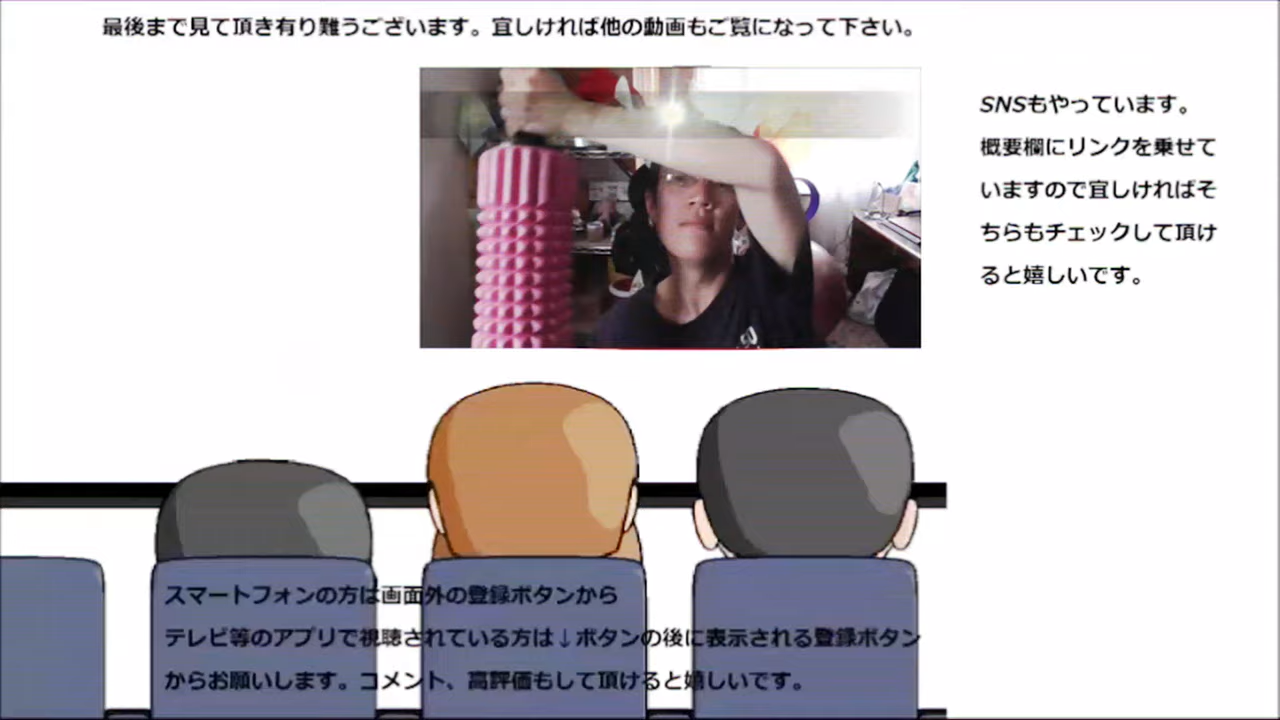 最後まで見て頂き有り難うございます。宜しければ他の動画もご覧になって下さい。
SNSもやっています。
概要欄にリンクを乗せて
いますので宜しければそ
ちらもチェックして頂け
ると嬉しいです。
スマートフォンの方は画面外の登録ボタンから
テレビ等のアプリで視聴されている方は↓ボタンの後に表示される登録ボタン
からお願いします。コメント、高評価もして頂けると嬉しいです。